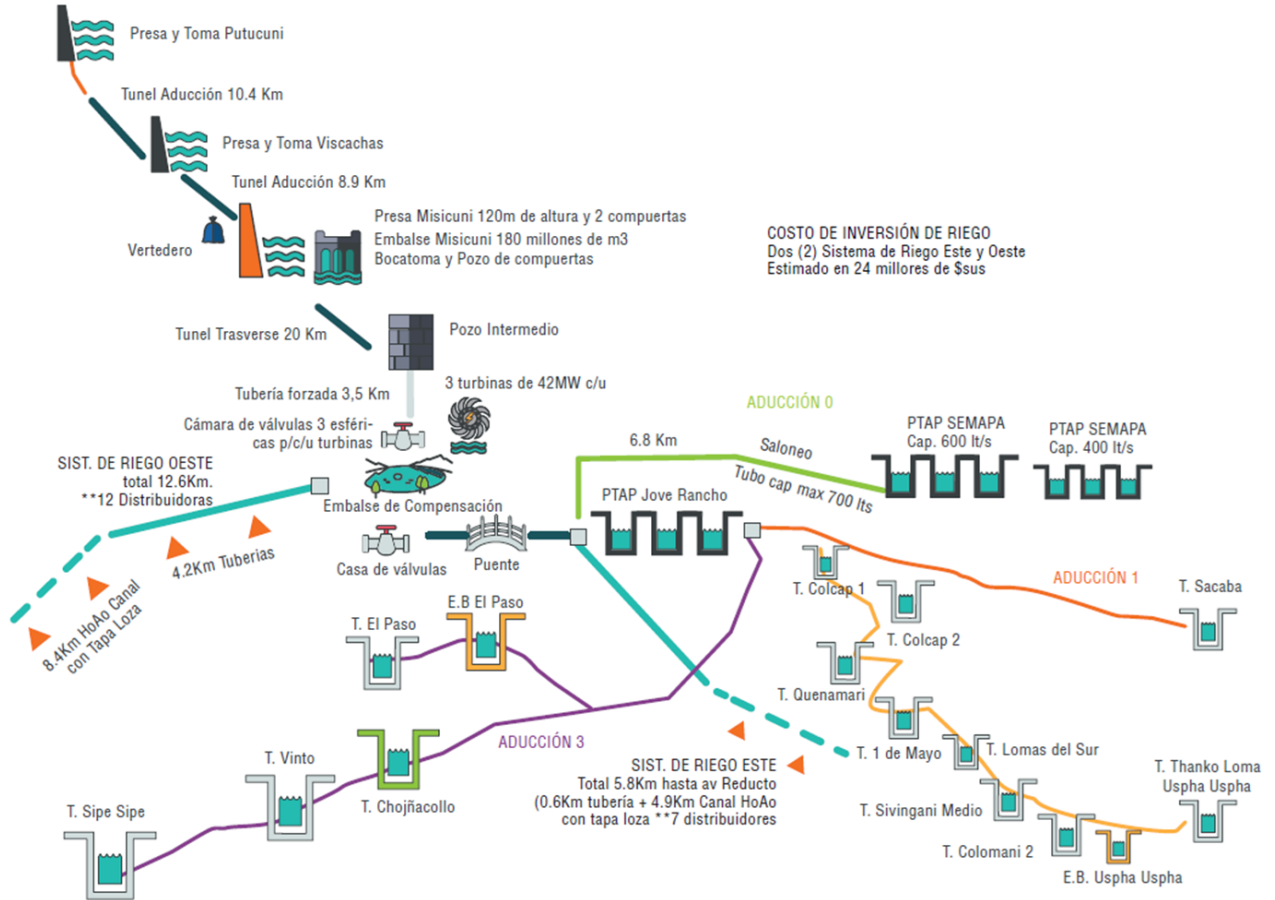 Presa y Toma Putucuni
Tunel Aducción 10.4 Km
Presa y Toma Viscachas
Tunel Aducción 8.9 Km
Vertedero
Presa Misicuni 120m de altura y 2 compuertas
Embalse Misicuni 180 millones de m3
Bocatoma y Pozo de compuertas
COSTO DE INVERSIÓN DE RIEGO
Dos (2) Sistema de Riego Este y Oeste
Estimado en 24 millores de $sus
Tunel Trasverse 20 Km
Pozo Intermedio
Tubería forzada 3,5 Km
3 turbinas de 42MW c/u
Cámara de válvulas 3 esféri-
cas p/c/u turbinas
ADUCCIÓN 0
6.8 Km
Saloneo
Tubo cap max 700 lts
PTAP SEMAPA
Cap. 600 lt/s
PTAP SEMAPA
Cap. 400 lt/s
SIST. DE RIEGO OESTE
total 12.6Km.
**12 Distribuidoras
Embalse de Compensación
PTAP Jove Rancho
4.2Km Tuberias
8.4Km HoAo Canal
con Tapa Loza
Casa de válvulas
Puente
ADUCCIÓN 1
T. Sacaba
T. Colcap 1
T. Colcap 2
T. El Paso
E.B El Paso
T. Quenamari
ADUCCIÓN 3
T. 1 de Mayo
T. Lomas del Sur
T. Vinto
T. Chojñacollo
SIST. DE RIEGO ESTE
Total 5.8Km hasta av Reducto
(0.6Km tubería + 4.9Km Canal HoAo
con tapa loza **7 distribuidores
T. Thanko Loma
Uspha Uspha
T. Sipe Sipe
T. Sivingani Medio
T. Colomani 2
E.B. Uspha Uspha